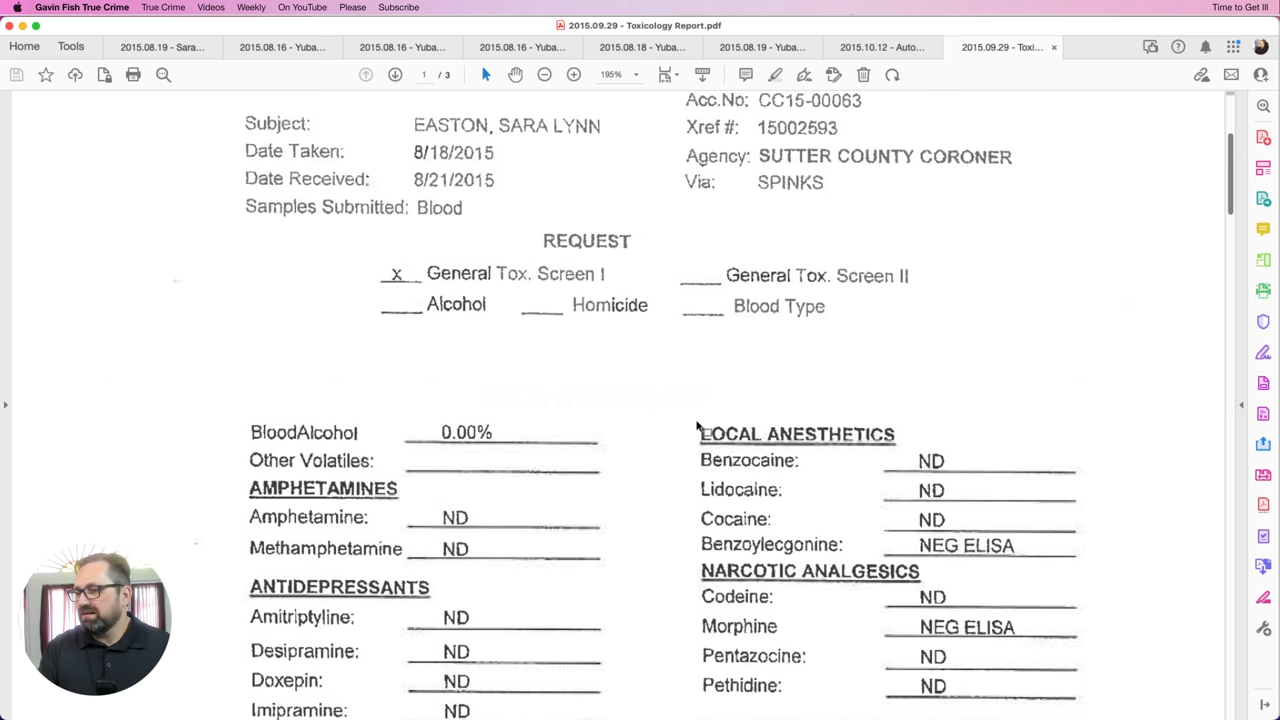 Gavin Fish True Crime True Crime Videos Weekly On YouTube Please Subscribe Time to Get Ill
2015.09.29 - Toxicology Report.pdf
Home Tools 2015.08.19 - Sara... 2015.08.16 - Yuba... 2015.08.16 - Yuba... 2015.08.16 - Yuba... 2015.08.18 - Yuba... 2015.08.19 - Yuba... 2015.10.12 - Auto... 2015.09.29 - Toxi... ×
1 / 3 195%
Acc.No: CC15-00063
Subject: EASTON, SARA LYNN Xref #: 15002593
Date Taken: 8/18/2015 Agency: SUTTER COUNTY CORONER
Date Received: 8/21/2015 Via: SPINKS
Samples Submitted: Blood
REQUEST
x General Tox. Screen I General Tox. Screen II
Alcohol Homicide Blood Type
BloodAlcohol 0.00% LOCAL ANESTHETICS
Other Volatiles: Benzocaine: ND
AMPHETAMINES Lidocaine: ND
Amphetamine: ND Cocaine: ND
Methamphetamine ND Benzoylecgonine: NEG ELISA
ANTIDEPRESSANTS NARCOTIC ANALGESICS
Amitriptyline: ND Codeine: ND
Desipramine: ND Morphine NEG ELISA
Doxepin: ND Pentazocine: ND
Imipramine: ND Pethidine: ND